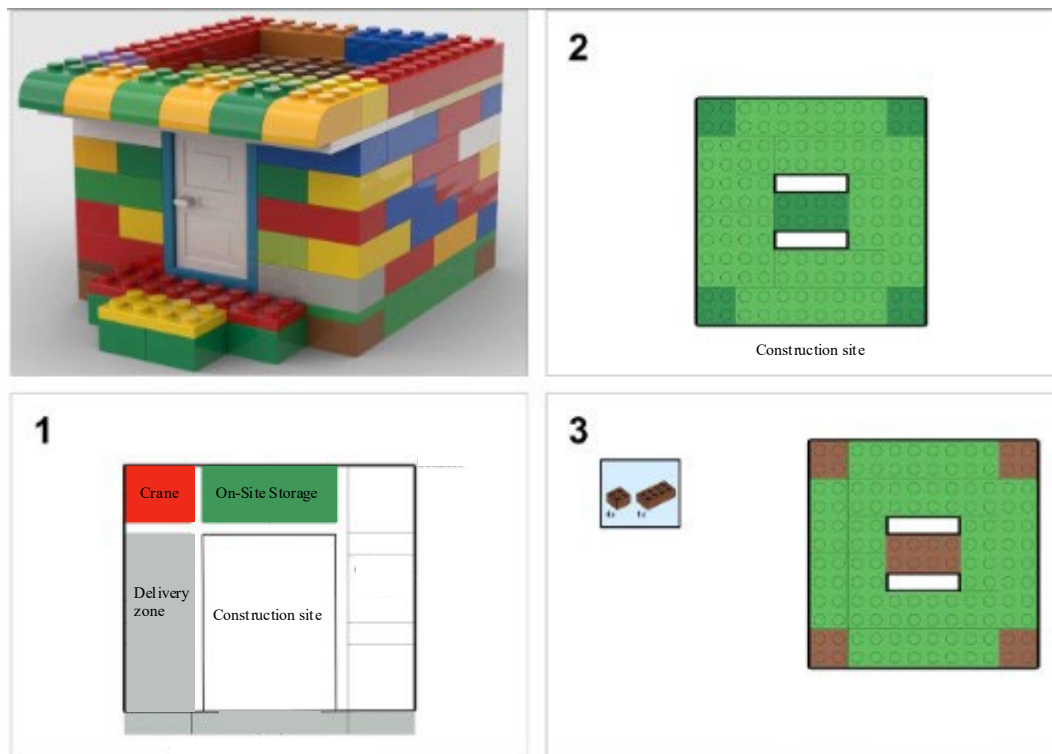 2
Construction site
1
Crane
On-Site Storage
Delivery
zone
Construction site
3
4x
1x